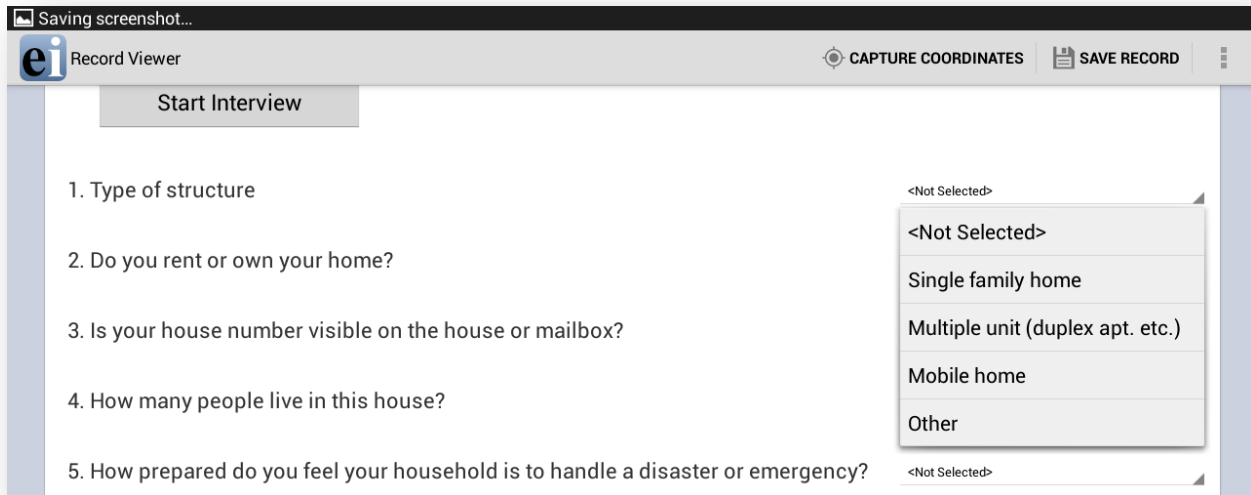 Saving screenshot...
ei Record Viewer CAPTURE COORDINATES SAVE RECORD
Start Interview
1. Type of structure <Not Selected>
<Not Selected>
2. Do you rent or own your home?
Single family home
3. Is your house number visible on the house or mailbox? Multiple unit (duplex apt. etc.)
Mobile home
4. How many people live in this house?
Other
5. How prepared do you feel your household is to handle a disaster or emergency? <Not Selected>